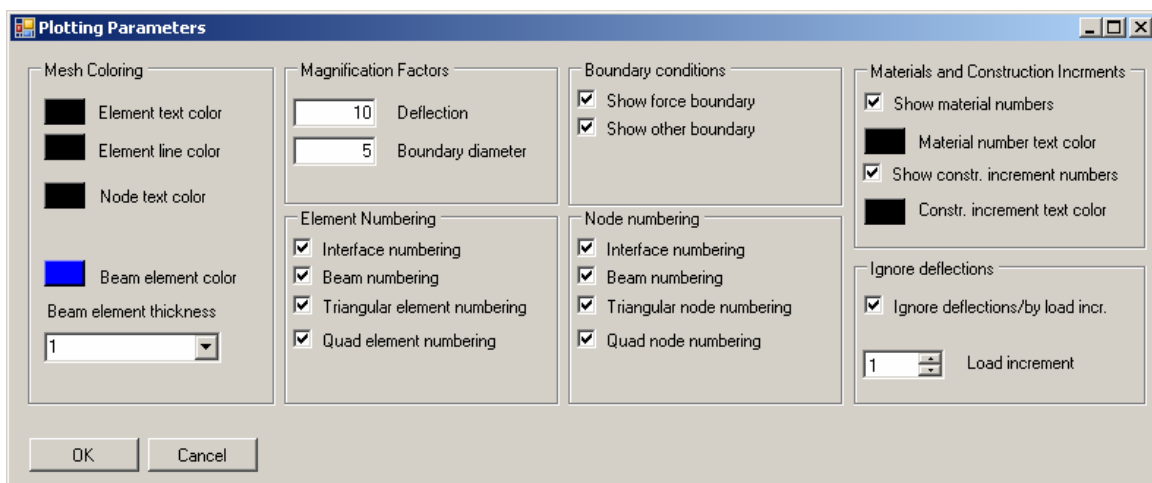 Plotting Parameters
Mesh Coloring
Element text color
Element line color
Node text color
Beam element color
Beam element thickness
1
Magnification Factors
10 Deflection
5 Boundary diameter
Element Numbering
Interface numbering
Beam numbering
Triangular element numbering
Quad element numbering
Boundary conditions
Show force boundary
Show other boundary
Node numbering
Interface numbering
Beam numbering
Triangular node numbering
Quad node numbering
Materials and Construction Incrments
Show material numbers
Material number text color
Show constr. increment numbers
Constr. increment text color
Ignore deflections
Ignore deflections/by load incr.
1 Load increment
OK Cancel